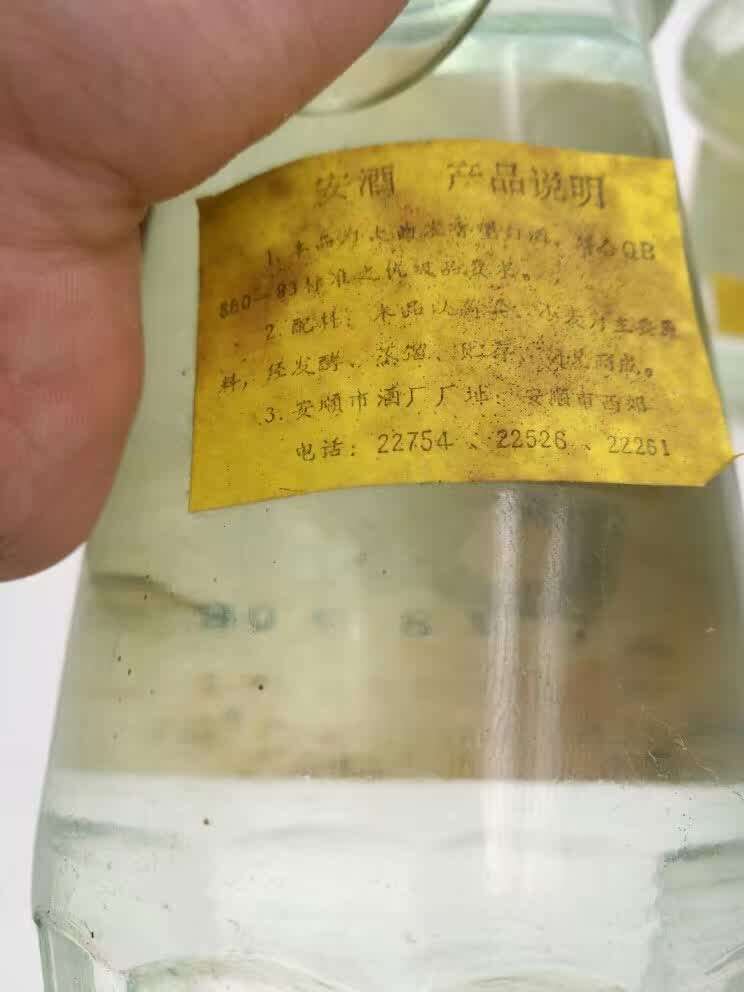 安酒 产品说明
1. 本品为大曲浓香型白酒，符合QB
860—83标准之优级品要求。
2. 配料：本品以高粱、小麦为主要原
料，经发酵、蒸馏、贮存、勾兑而成。
3. 安顺市酒厂厂址：安顺市西郊
电话：22754、22526、22261